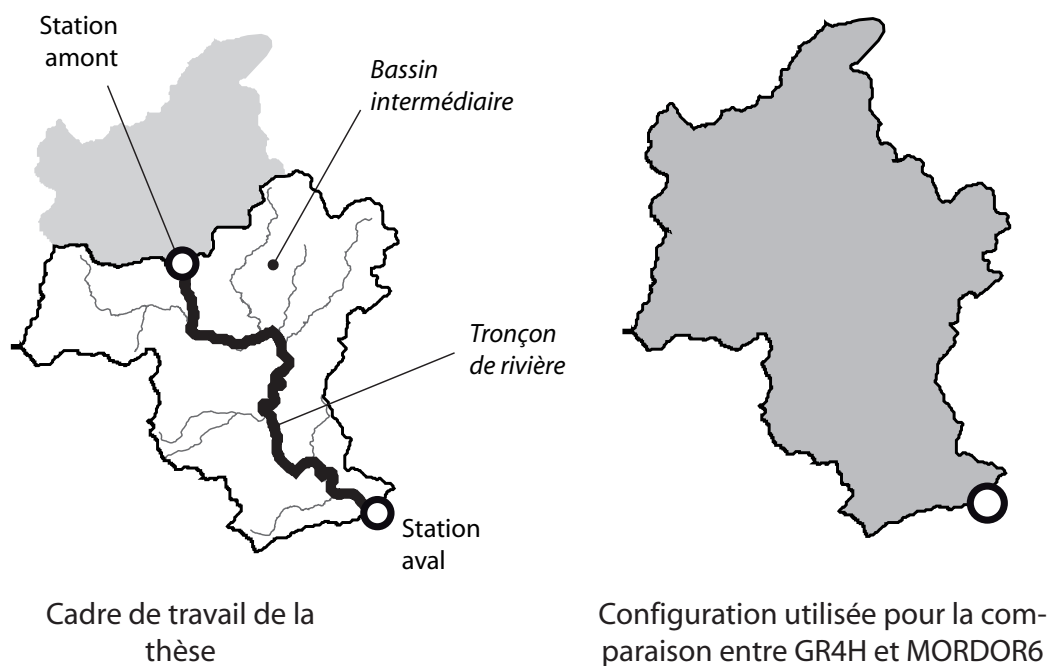 Station
amont
Bassin
intermédiaire
Tronçon
de rivière
Station
aval
Cadre de travail de la
thèse
Configuration utilisée pour la com-
paraison entre GR4H et MORDOR6